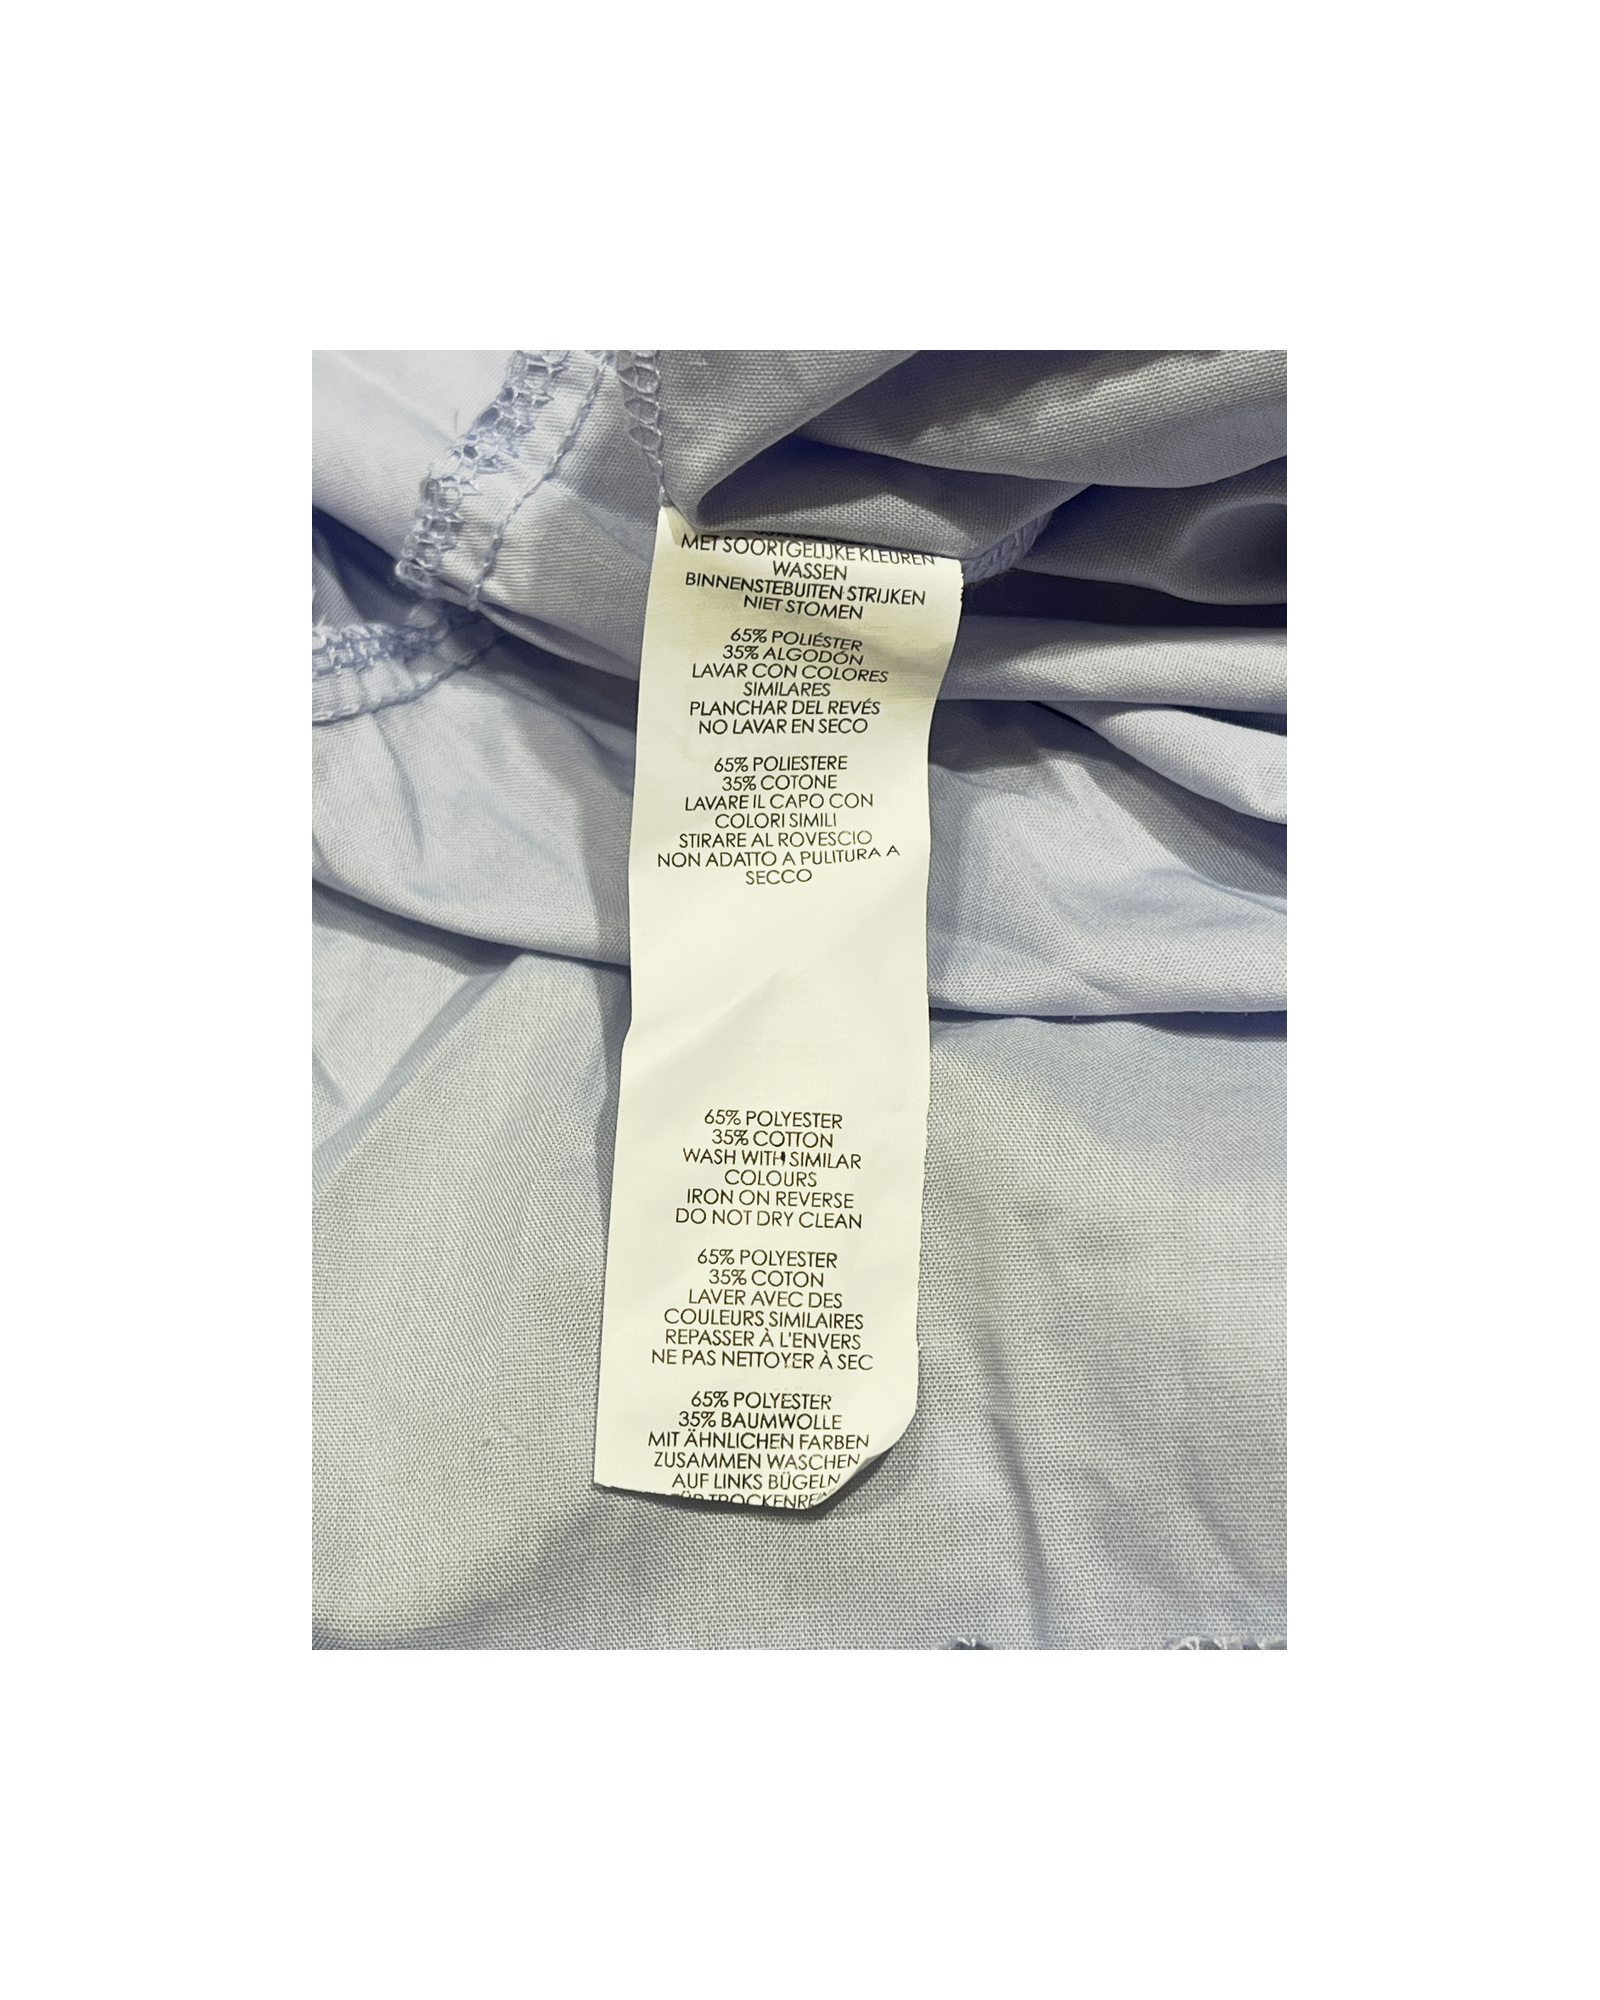 MET SOORTGELIJKE KLEUREN
WASSEN
BINNENSTEBUITEN STRIJKEN
NIET STOMEN
65% POLIÉSTER
35% ALGODÓN
LAVAR CON COLORES
SIMILARES
PLANCHAR DEL REVÉS
NO LAVAR EN SECO
65% POLIESTERE
35% COTONE
LAVARE IL CAPO CON
COLORI SIMILI
STIRARE AL ROVESCIO
NON ADATTO A PULITURA A
SECCO
65% POLYESTER
35% COTTON
WASH WITH SIMILAR
COLOURS
IRON ON REVERSE
DO NOT DRY CLEAN
65% POLYESTER
35% COTON
LAVER AVEC DES
COULEURS SIMILAIRES
REPASSER À L'ENVERS
NE PAS NETTOYER À SEC
65% POLYESTER
35% BAUMWOLLE
MIT ÄHNLICHEN FARBEN
ZUSAMMEN WASCHEN
AUF LINKS BÜGELN
FÜR